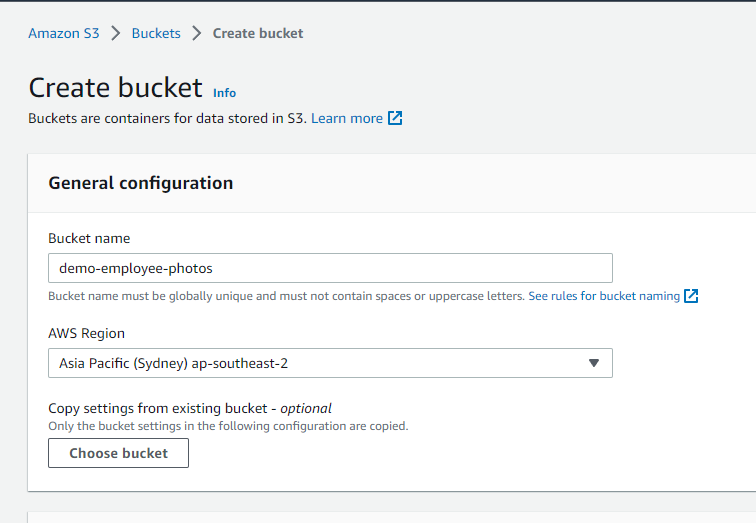 Amazon S3 > Buckets > Create bucket
Create bucket Info
Buckets are containers for data stored in S3. Learn more
General configuration
Bucket name
demo-employee-photos
Bucket name must be globally unique and must not contain spaces or uppercase letters. See rules for bucket naming
AWS Region
Asia Pacific (Sydney) ap-southeast-2
Copy settings from existing bucket - optional
Only the bucket settings in the following configuration are copied.
Choose bucket